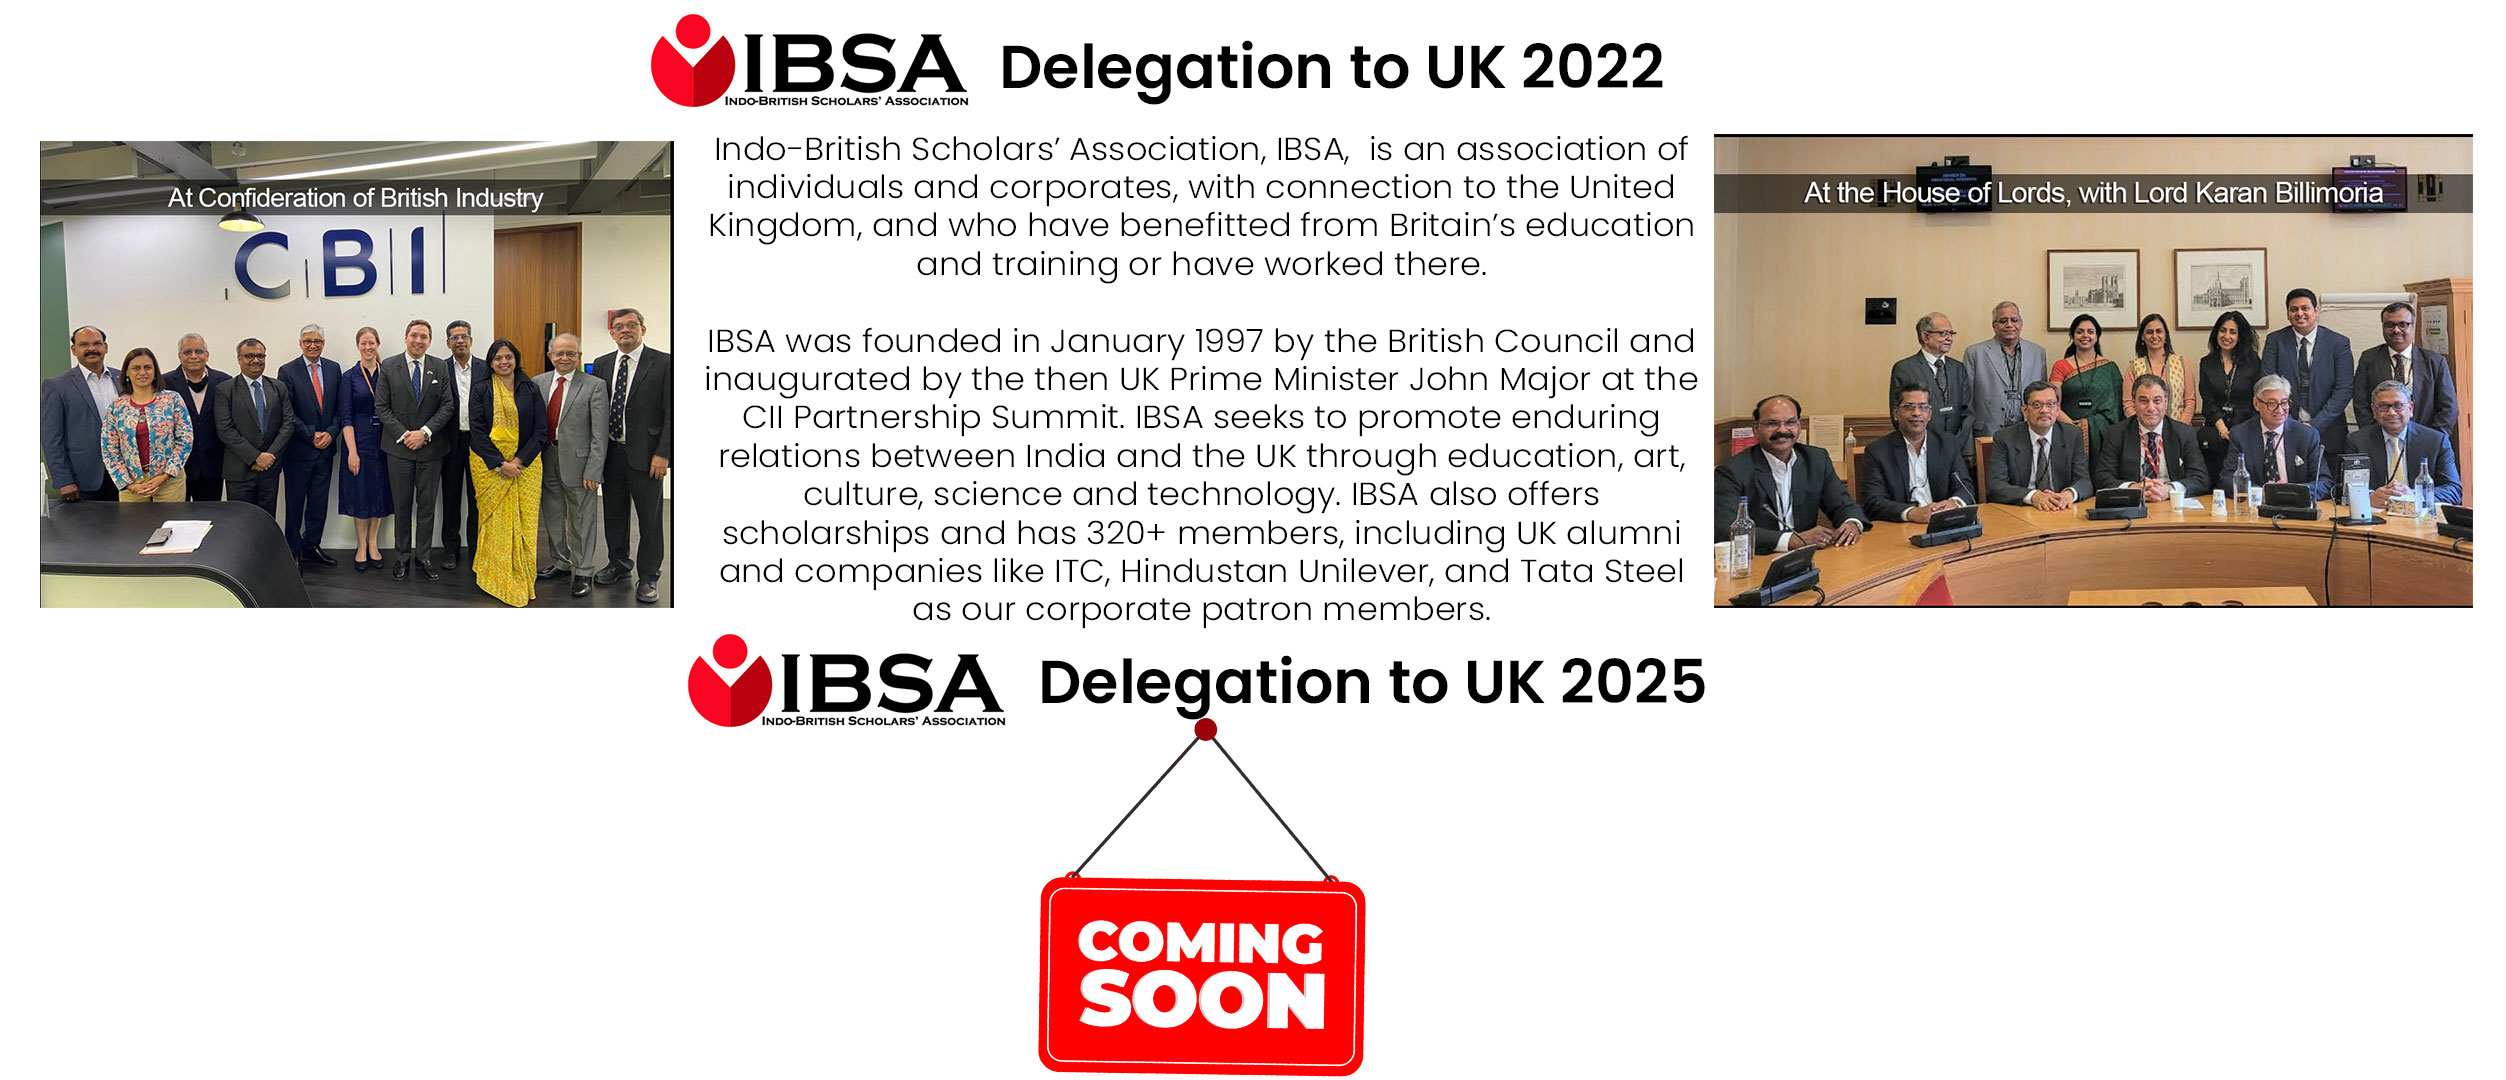 IBSA
INDO-BRITISH SCHOLARS' ASSOCIATION
Delegation to UK 2022
At Confideration of British Industry
CBI
Indo-British Scholars' Association, IBSA, is an association of
individuals and corporates, with connection to the United
Kingdom, and who have benefitted from Britain's education
and training or have worked there.
IBSA was founded in January 1997 by the British Council and
inaugurated by the then UK Prime Minister John Major at the
CII Partnership Summit. IBSA seeks to promote enduring
relations between India and the UK through education, art,
culture, science and technology. IBSA also offers
scholarships and has 320+ members, including UK alumni
and companies like ITC, Hindustan Unilever, and Tata Steel
as our corporate patron members.
At the House of Lords, with Lord Karan Billimoria
IBSA
INDO-BRITISH SCHOLARS' ASSOCIATION
Delegation to UK 2025
COMING
SOON